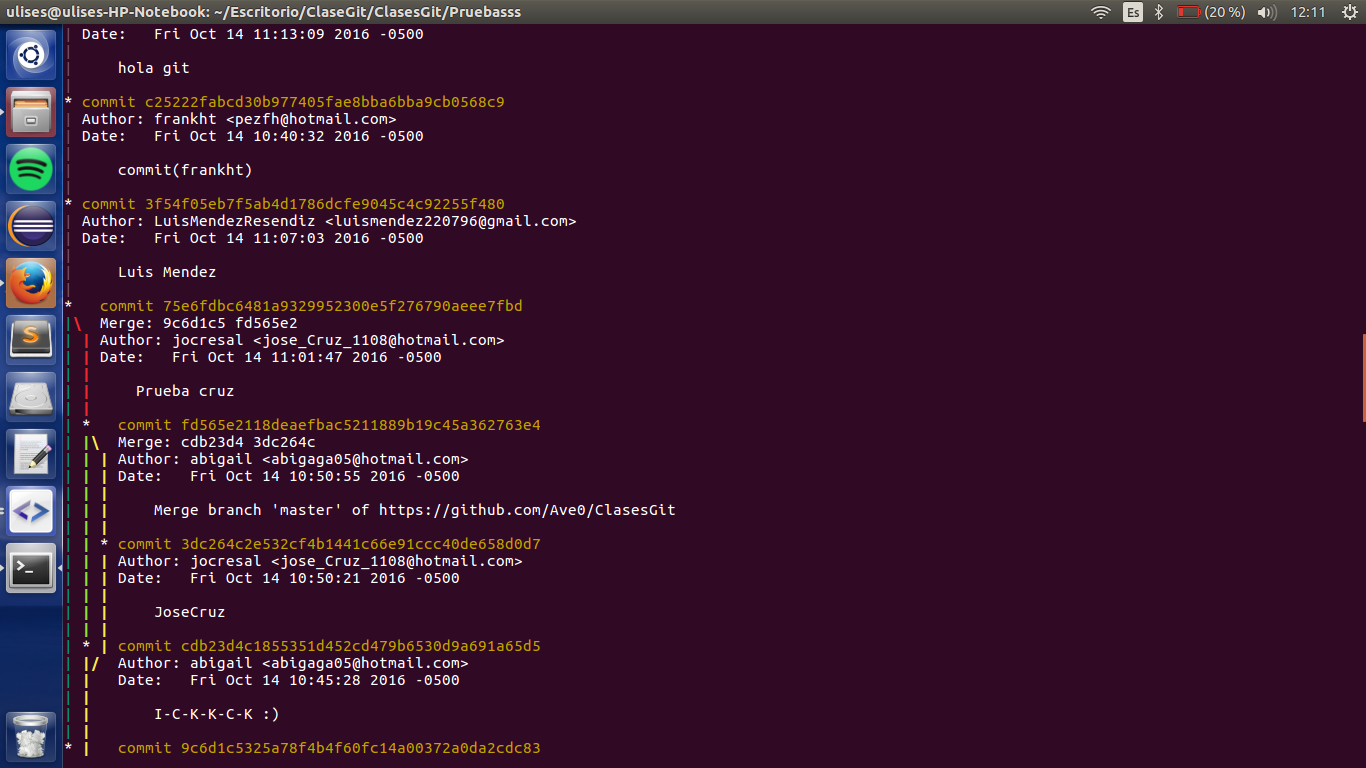 ulises@ulises-HP-Notebook: ~/Escritorio/ClaseGit/ClasesGit/Pruebasss Es (20 %) 12:11
| Date:   Fri Oct 14 11:13:09 2016 -0500
|
|     hola git
|
* commit c25222fabcd30b977405fae8bba6bba9cb0568c9
| Author: frankht <pezfh@hotmail.com>
| Date:   Fri Oct 14 10:40:32 2016 -0500
|
|     commit(frankht)
|
* commit 3f54f05eb7f5ab4d1786dcfe9045c4c92255f480
| Author: LuisMendezResendiz <luismendez220796@gmail.com>
| Date:   Fri Oct 14 11:07:03 2016 -0500
|
|     Luis Mendez
|
*   commit 75e6fdbc6481a9329952300e5f276790aeee7fbd
|\  Merge: 9c6d1c5 fd565e2
| | Author: jocresal <jose_Cruz_1108@hotmail.com>
| | Date:   Fri Oct 14 11:01:47 2016 -0500
| |
| |     Prueba cruz
| |
| *   commit fd565e2118deaefbac5211889b19c45a362763e4
| |\  Merge: cdb23d4 3dc264c
| | | Author: abigail <abigaga05@hotmail.com>
| | | Date:   Fri Oct 14 10:50:55 2016 -0500
| | |
| | |     Merge branch 'master' of https://github.com/Ave0/ClasesGit
| | |
| | * commit 3dc264c2e532cf4b1441c66e91ccc40de658d0d7
| | | Author: jocresal <jose_Cruz_1108@hotmail.com>
| | | Date:   Fri Oct 14 10:50:21 2016 -0500
| | |
| | |     JoseCruz
| | |
| * | commit cdb23d4c1855351d452cd479b6530d9a691a65d5
| |/  Author: abigail <abigaga05@hotmail.com>
| |   Date:   Fri Oct 14 10:45:28 2016 -0500
| |
| |       I-C-K-K-C-K :)
| |
* |   commit 9c6d1c5325a78f4b4f60fc14a00372a0da2cdc83